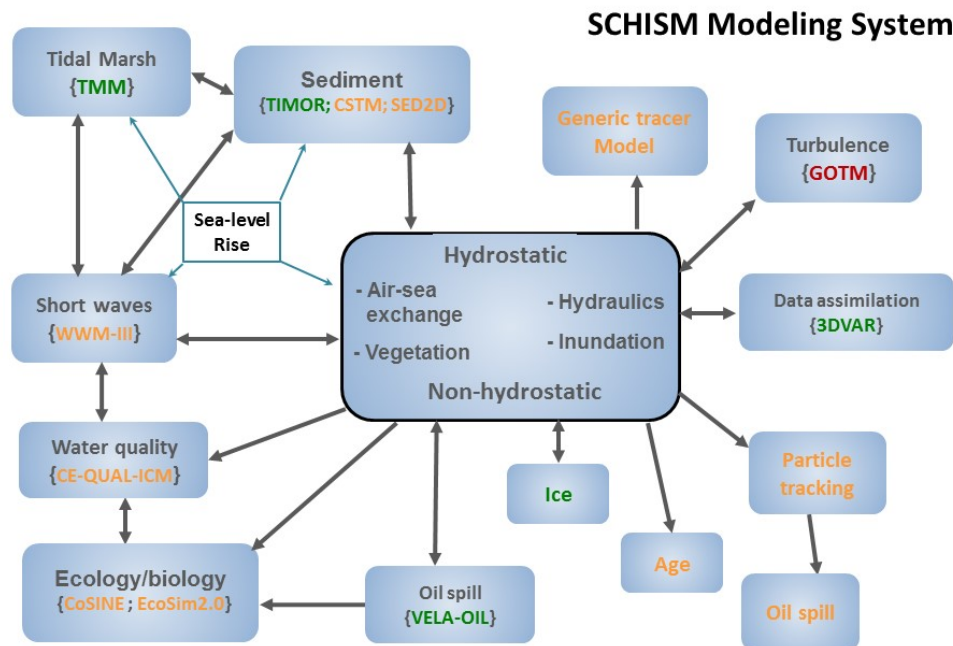 SCHISM Modeling System
Tidal Marsh
{TMM}
Sediment
{TIMOR; CSTM; SED2D}
Generic tracer
Model
Turbulence
{GOTM}
Sea-level
Rise
Hydrostatic
- Air-sea
exchange
- Hydraulics
- Vegetation
- Inundation
Non-hydrostatic
Short waves
{WWM-III}
Data assimilation
{3DVAR}
Water quality
{CE-QUAL-ICM}
Ice
Particle
tracking
Ecology/biology
{CoSINE ; EcoSim2.0}
Oil spill
{VELA-OIL}
Age
Oil spill